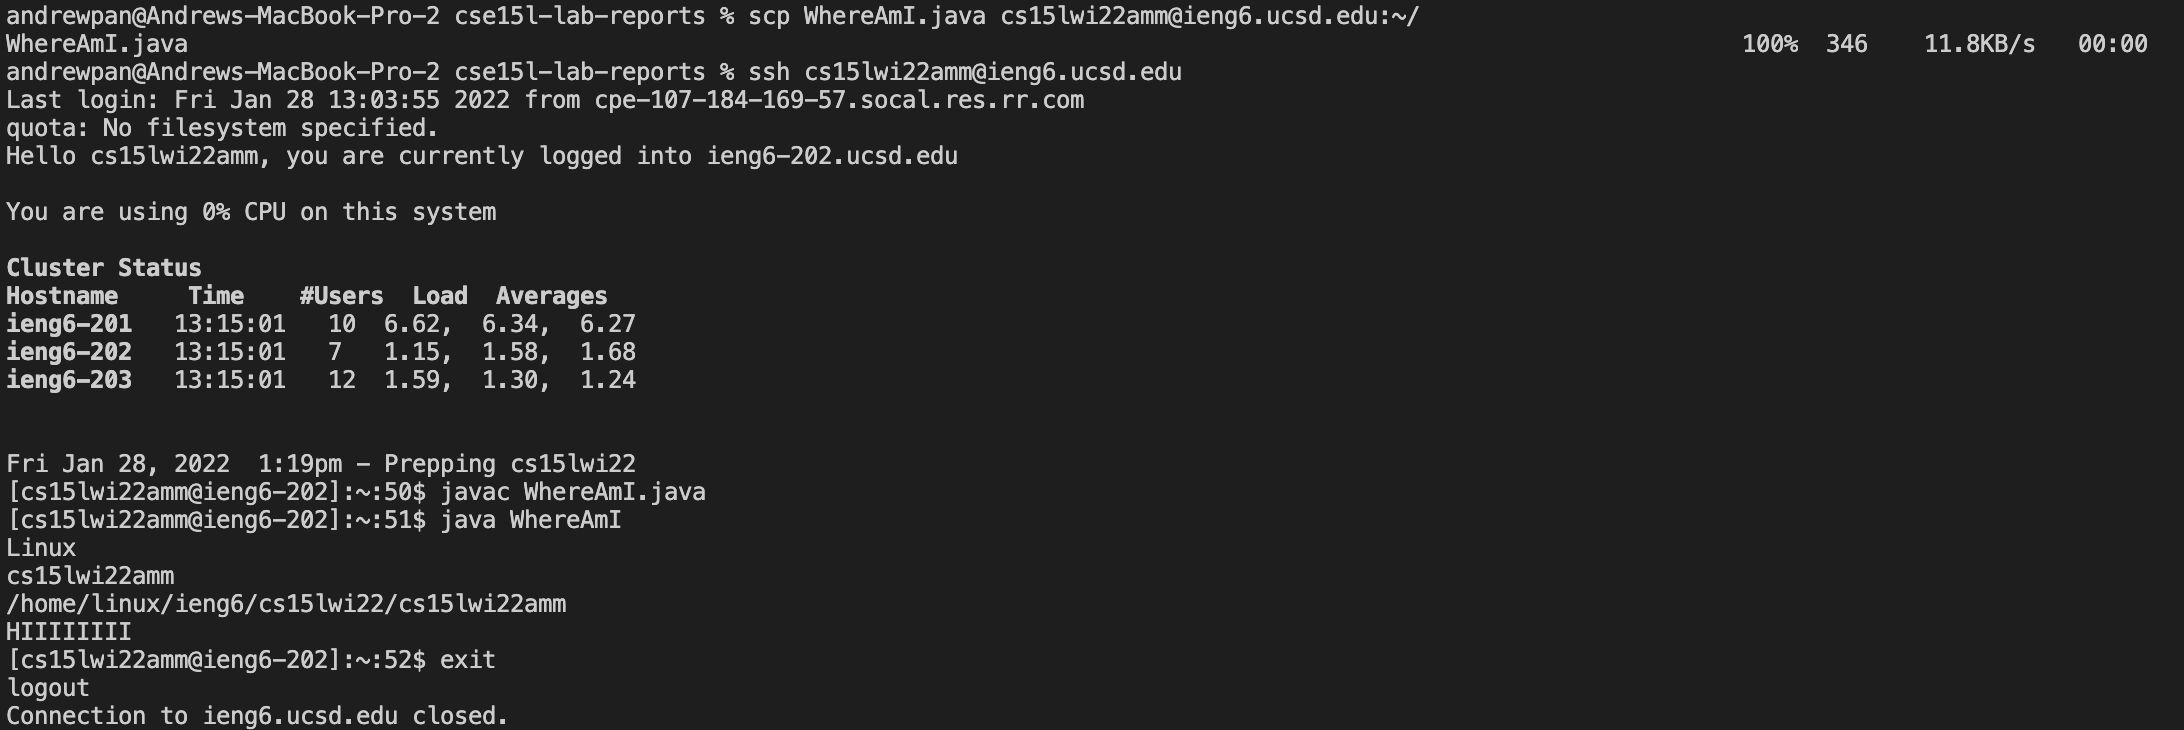 andrewpan@Andrews-MacBook-Pro-2 cse15l-lab-reports % scp WhereAmI.java cs15lwi22amm@ieng6.ucsd.edu:~/
WhereAmI.java 100% 346 11.8KB/s 00:00
andrewpan@Andrews-MacBook-Pro-2 cse15l-lab-reports % ssh cs15lwi22amm@ieng6.ucsd.edu
Last login: Fri Jan 28 13:03:55 2022 from cpe-107-184-169-57.socal.res.rr.com
quota: No filesystem specified.
Hello cs15lwi22amm, you are currently logged into ieng6-202.ucsd.edu
You are using 0% CPU on this system
Cluster Status
Hostname Time #Users Load Averages
ieng6-201 13:15:01 10 6.62, 6.34, 6.27
ieng6-202 13:15:01 7 1.15, 1.58, 1.68
ieng6-203 13:15:01 12 1.59, 1.30, 1.24
Fri Jan 28, 2022 1:19pm - Prepping cs15lwi22
[cs15lwi22amm@ieng6-202]:~:50$ javac WhereAmI.java
[cs15lwi22amm@ieng6-202]:~:51$ java WhereAmI
Linux
cs15lwi22amm
/home/linux/ieng6/cs15lwi22/cs15lwi22amm
HIIIIIIII
[cs15lwi22amm@ieng6-202]:~:52$ exit
logout
Connection to ieng6.ucsd.edu closed.